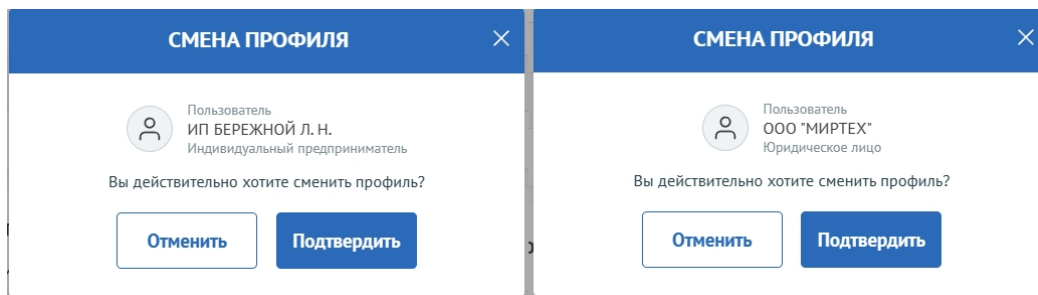 СМЕНА ПРОФИЛЯ
Пользователь
ИП БЕРЕЖНОЙ Л. Н.
Индивидуальный предприниматель
Вы действительно хотите сменить профиль?
Отменить
Подтвердить
СМЕНА ПРОФИЛЯ
Пользователь
ООО "МИРТЕХ"
Юридическое лицо
Вы действительно хотите сменить профиль?
Отменить
Подтвердить